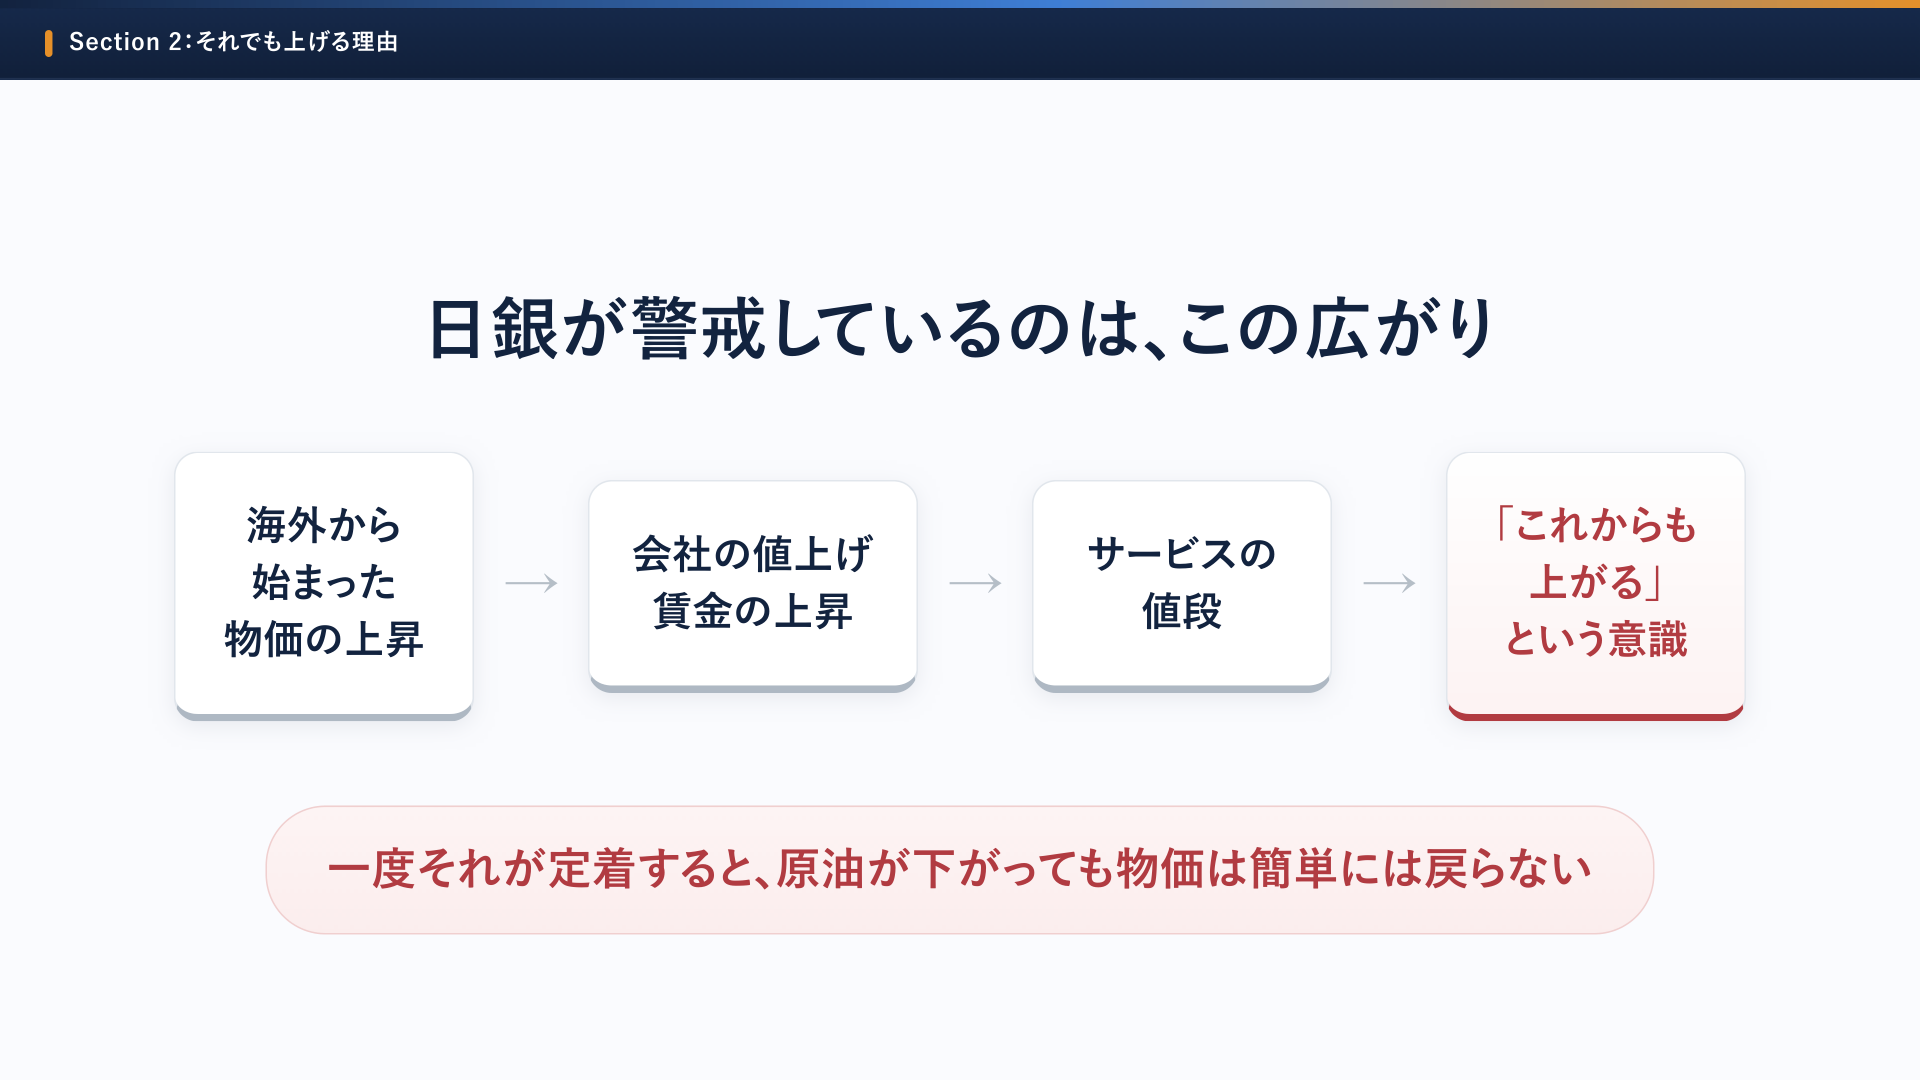 Section 2：それでも上げる理由
日銀が警戒しているのは、この広がり
海外から
始まった
物価の上昇
→
会社の値上げ
賃金の上昇
→
サービスの
値段
→
「これからも
上がる」
という意識
一度それが定着すると、原油が下がっても物価は簡単には戻らない